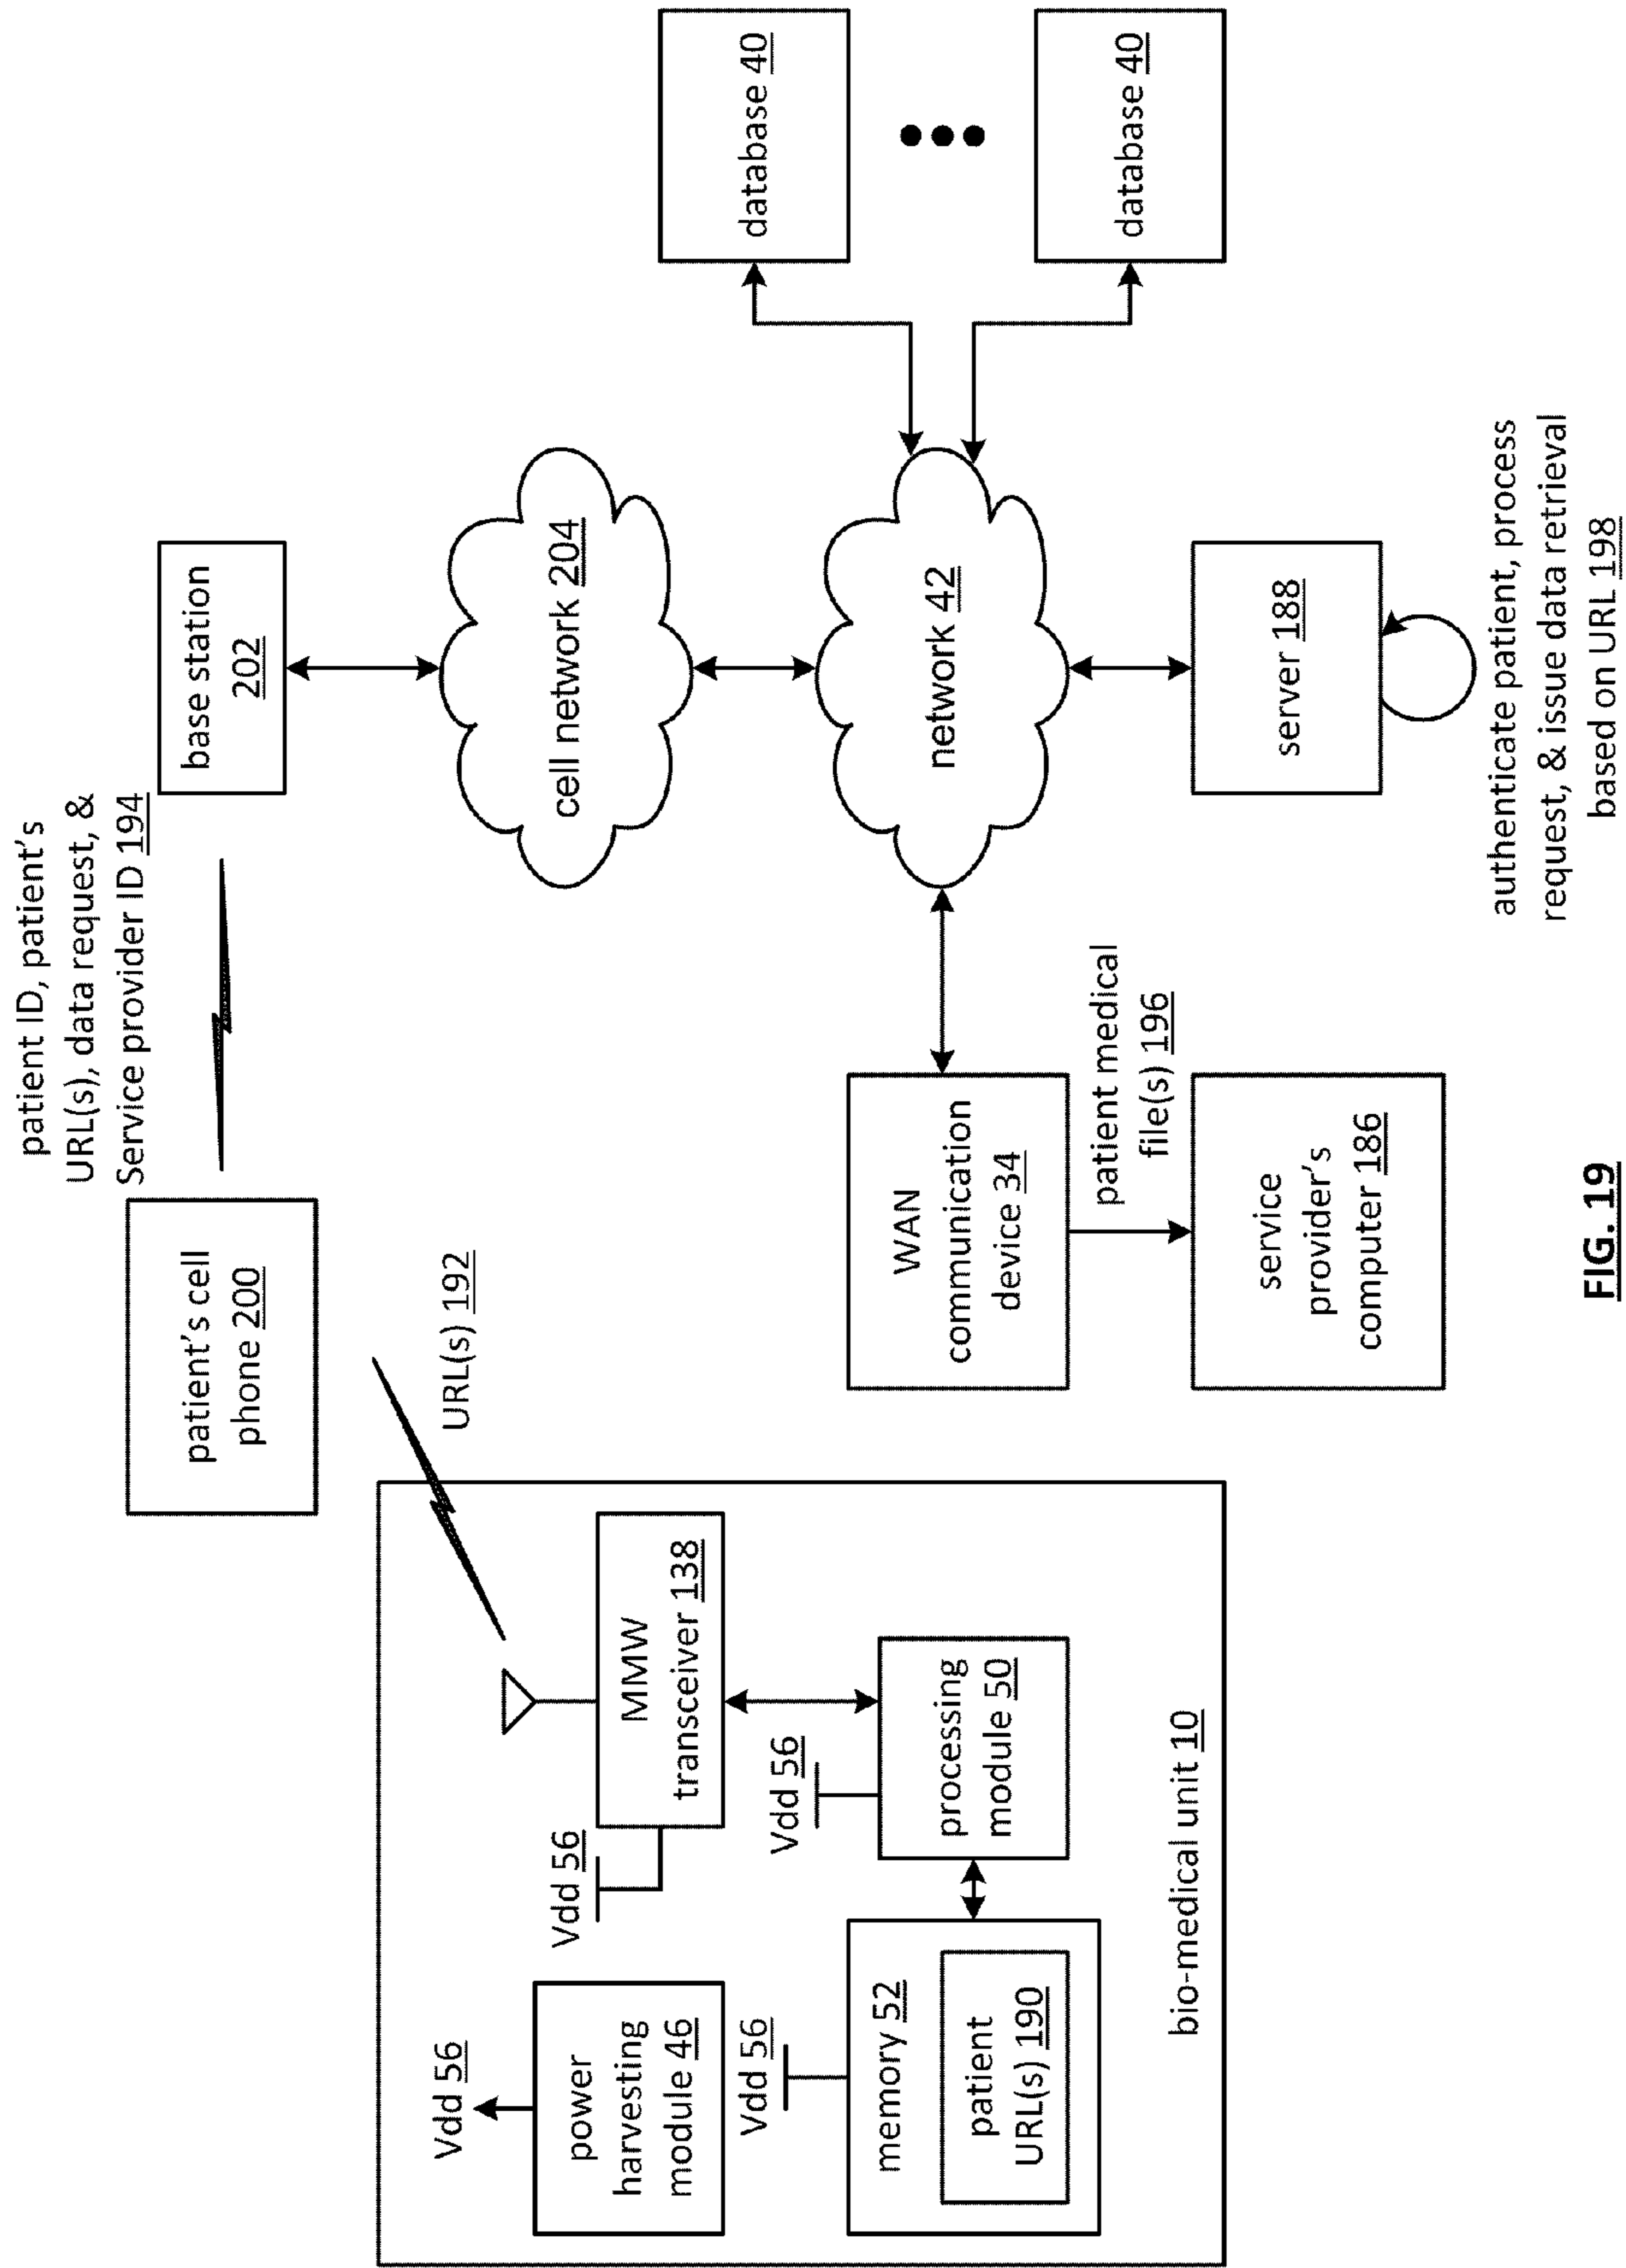 patient ID, patient's
URL(s), data request, &
Service provider ID 194
patient's cell
phone 200
base station
202
URL(s) 192
Vdd 56
power
harvesting
module 46
Vdd 56
MMW
transceiver 138
Vdd 56
memory 52
patient
URL(s) 190
Vdd 56
processing
module 50
bio-medical unit 10
cell network 204
network 42
WAN
communication
device 34
patient medical
file(s) 196
service
provider's
computer 186
server 188
authenticate patient, process
request, & issue data retrieval
based on URL 198
database 40
database 40
FIG. 19